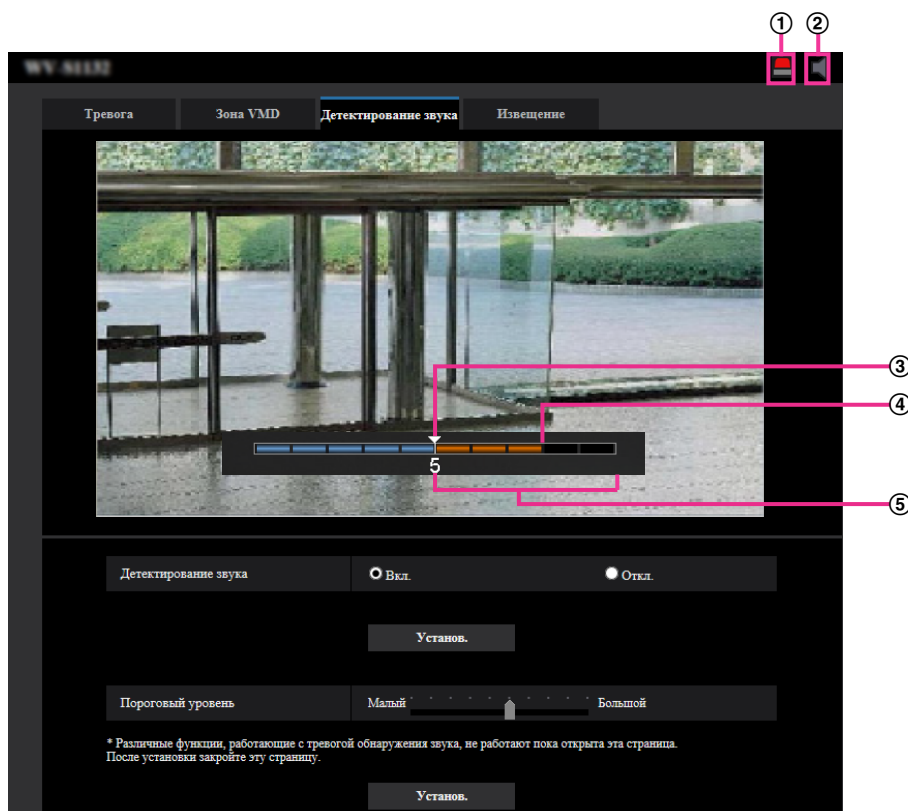 ① ②
WV-S1132
Тревога Зона VMD Детектирование звука Извещение
③
④
5
⑤
Детектирование звука Вкл. Откл.
Установ.
Пороговый уровень Малый Большой
* Различные функции, работающие с тревогой обнаружения звука, не работают пока открыта эта страница.
После установки закройте эту страницу.
Установ.